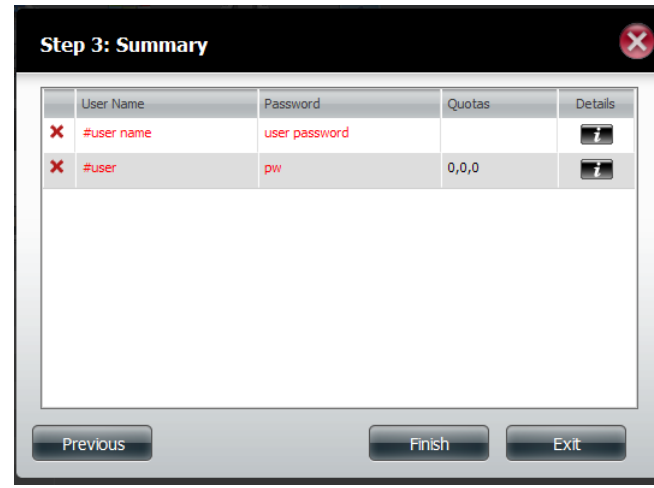 Step 3: Summary
User Name Password Quotas Details
#user name user password
#user pw 0,0,0
Previous Finish Exit